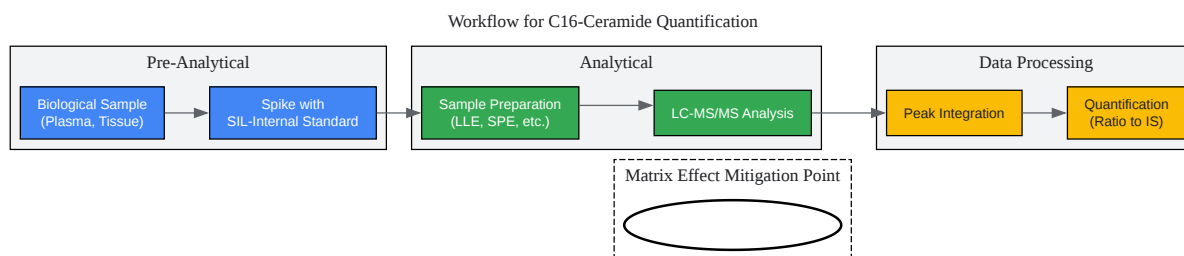 Workflow for C16-Ceramide Quantification
Pre-Analytical
Biological Sample
(Plasma, Tissue)
Spike with
SIL-Internal Standard
Analytical
Sample Preparation
(LLE, SPE, etc.)
LC-MS/MS Analysis
Data Processing
Peak Integration
Quantification
(Ratio to IS)
Matrix Effect Mitigation Point